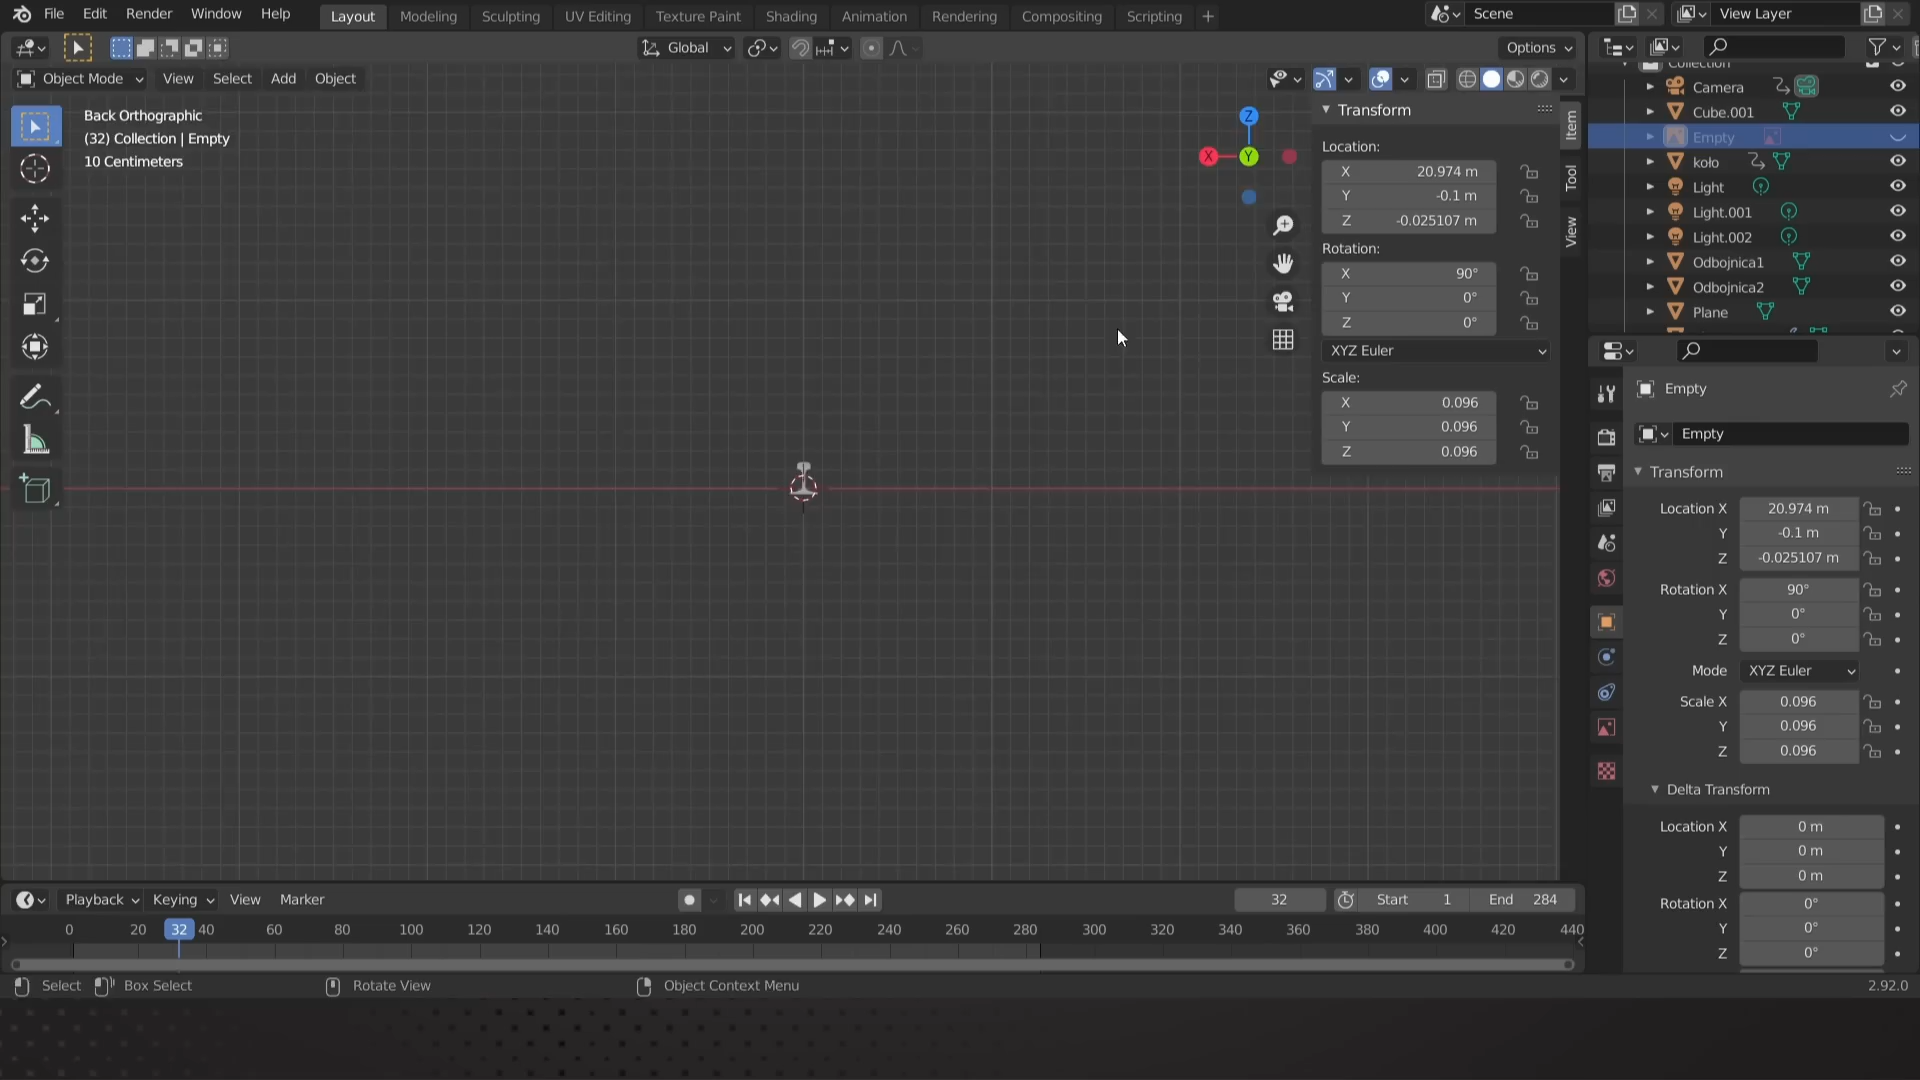 File Edit Render Window Help Layout Modeling Sculpting UV Editing Texture Paint Shading Animation Rendering Compositing Scripting + Scene View Layer
Global Options
Object Mode View Select Add Object
Back Orthographic
(32) Collection | Empty
10 Centimeters
Z
X
Y
Transform
Location:
X 20.974 m
Y -0.1 m
Z -0.025107 m
Rotation:
X 90°
Y 0°
Z 0°
XYZ Euler
Scale:
X 0.096
Y 0.096
Z 0.096
Item
Tool
View
Collection
Camera
Cube.001
Empty
koło
Light
Light.001
Light.002
Odbojnica1
Odbojnica2
Plane
Empty
Empty
Transform
Location X 20.974 m
Y -0.1 m
Z -0.025107 m
Rotation X 90°
Y 0°
Z 0°
Mode XYZ Euler
Scale X 0.096
Y 0.096
Z 0.096
Delta Transform
Location X 0 m
Y 0 m
Z 0 m
Rotation X 0°
Y 0°
Z 0°
Playback Keying View Marker 32 Start 1 End 284
0 20 32 40 60 80 100 120 140 160 180 200 220 240 260 280 300 320 340 360 380 400 420 440
Select Box Select Rotate View Object Context Menu 2.92.0